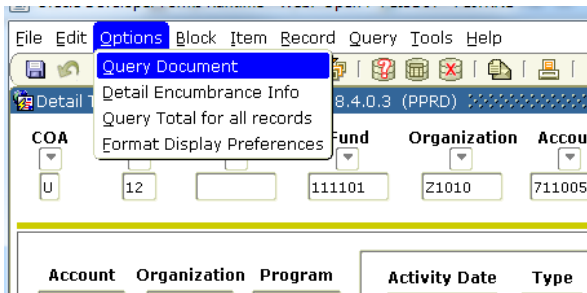 File Edit Options Block Item Record Query Tools Help
Query Document
Detail Encumbrance Info
Query Total for all records
Format Display Preferences
Detail 8.4.0.3 (PPRD)
COA Fund Organization
U 12 111101 Z1010 711005
Account Organization Program Activity Date Type